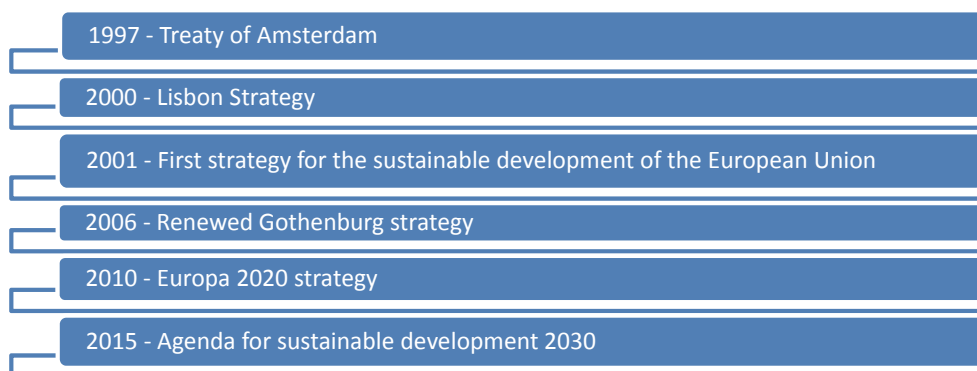 1997 - Treaty of Amsterdam
2000 - Lisbon Strategy
2001 - First strategy for the sustainable development of the European Union
2006 - Renewed Gothenburg strategy
2010 - Europa 2020 strategy
2015 - Agenda for sustainable development 2030